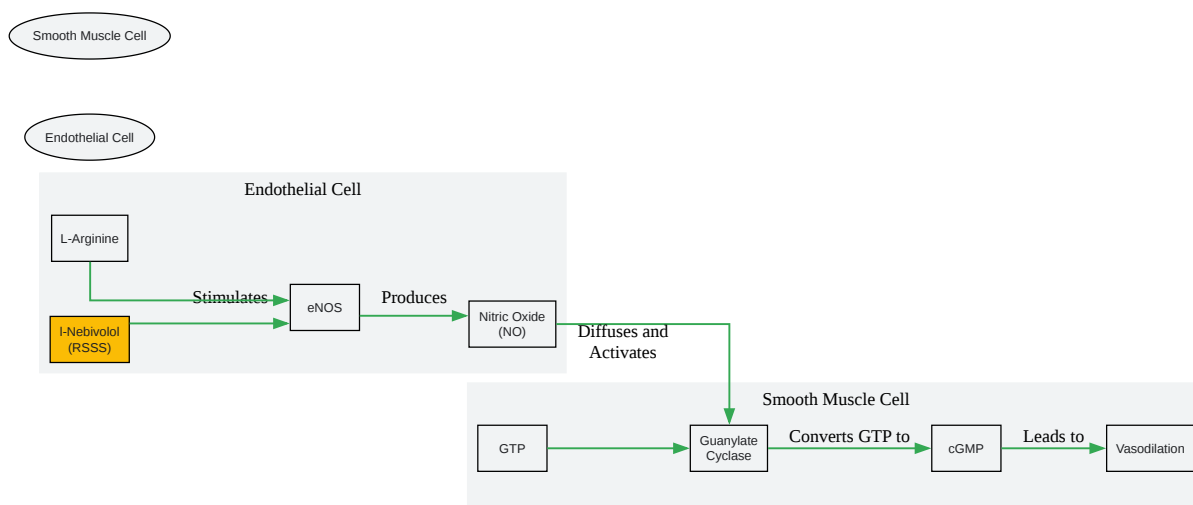 Smooth Muscle Cell
Endothelial Cell
Endothelial Cell
L-Arginine
Stimulates
eNOS
Produces
Nitric Oxide
(NO)
l-Nebivolol
(RSSS)
Diffuses and
Activates
Smooth Muscle Cell
GTP
Guanylate
Cyclase
Converts GTP to
cGMP
Leads to
Vasodilation